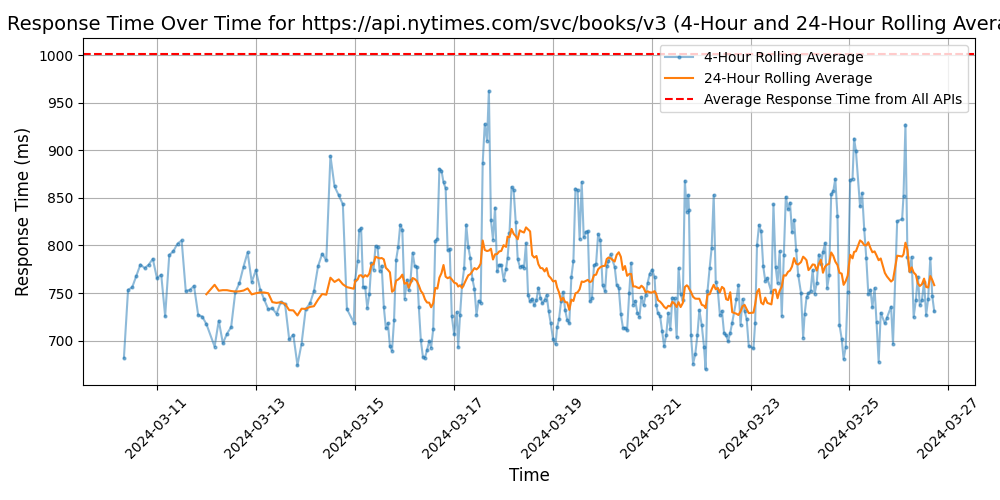 Response Time Over Time for https://api.nytimes.com/svc/books/v3 (4-Hour and 24-Hour Rolling Avera
4-Hour Rolling Average
24-Hour Rolling Average
Average Response Time from All APIs
Response Time (ms)
1000
950
900
850
800
750
700
2024-03-11
2024-03-13
2024-03-15
2024-03-17
2024-03-19
2024-03-21
2024-03-23
2024-03-25
2024-03-27
Time